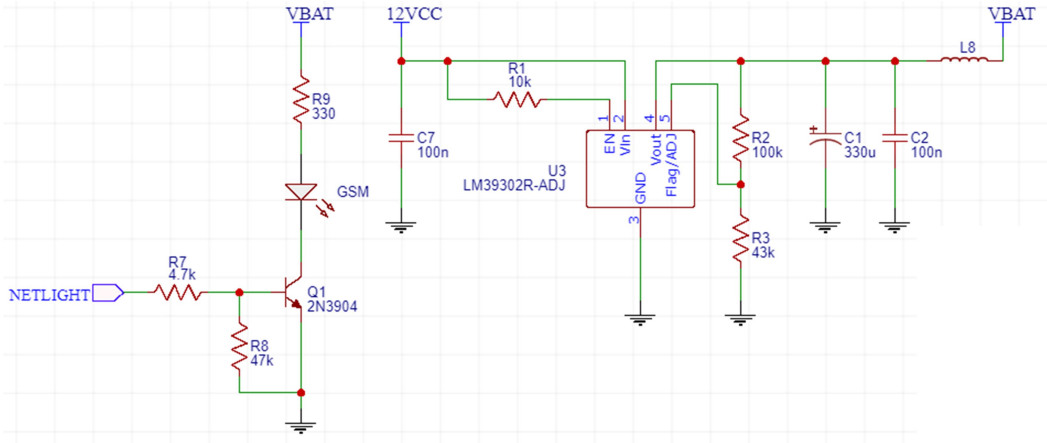 VBAT
12VCC
VBAT
L8
R1
10k
R9
330
C7
100n
1
2
4
5
EN
Vin
Vout
Flag/ADJ
R2
100k
C1
330u
C2
100n
+
U3
LM39302R-ADJ
GND
3
GSM
R3
43k
R7
4.7k
NETLIGHT
Q1
2N3904
R8
47k